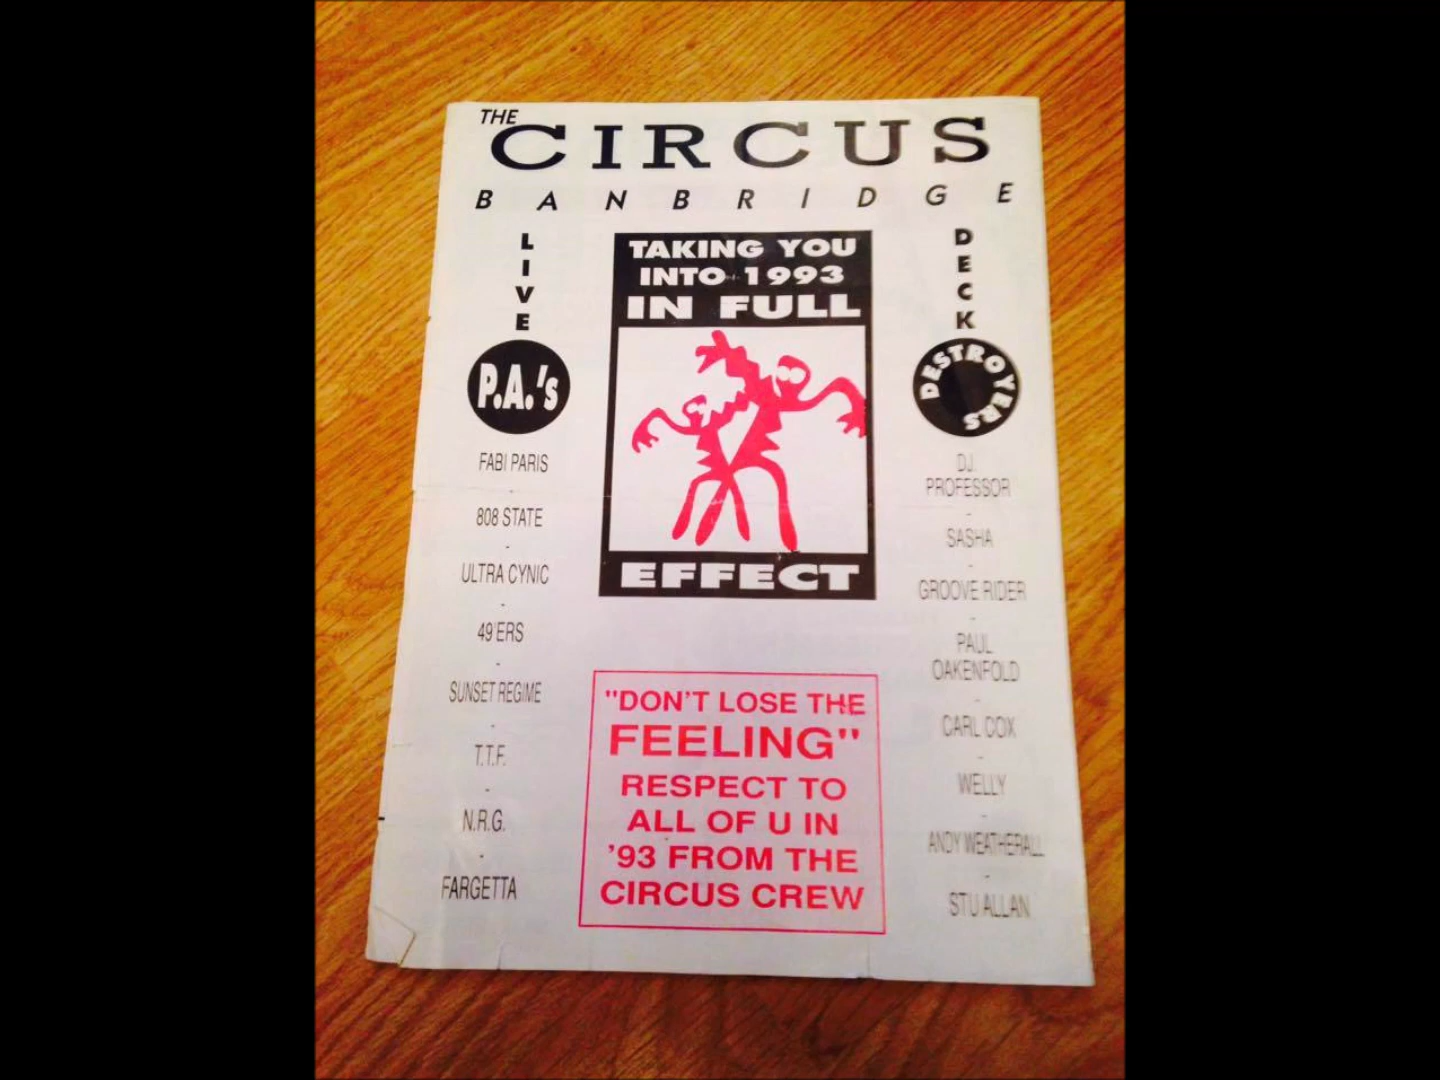 THE
CIRCUS
BANBRIDGE
LIVE
P.A.'s
FABI PARIS
-
808 STATE
-
ULTRA CYNIC
-
49'ERS
-
SUNSET REGIME
-
T.T.F.
-
N.R.G.
-
FARGETTA
TAKING YOU
INTO 1993
IN FULL
EFFECT
"DON'T LOSE THE
FEELING"
RESPECT TO
ALL OF U IN
'93 FROM THE
CIRCUS CREW
DECK
DESTROYERS
DJ.
PROFESSOR
-
SASHA
-
GROOVE RIDER
-
PAUL
OAKENFOLD
-
CARL COX
-
WELLY
-
ANDY WEATHERALL
-
STU ALLAN